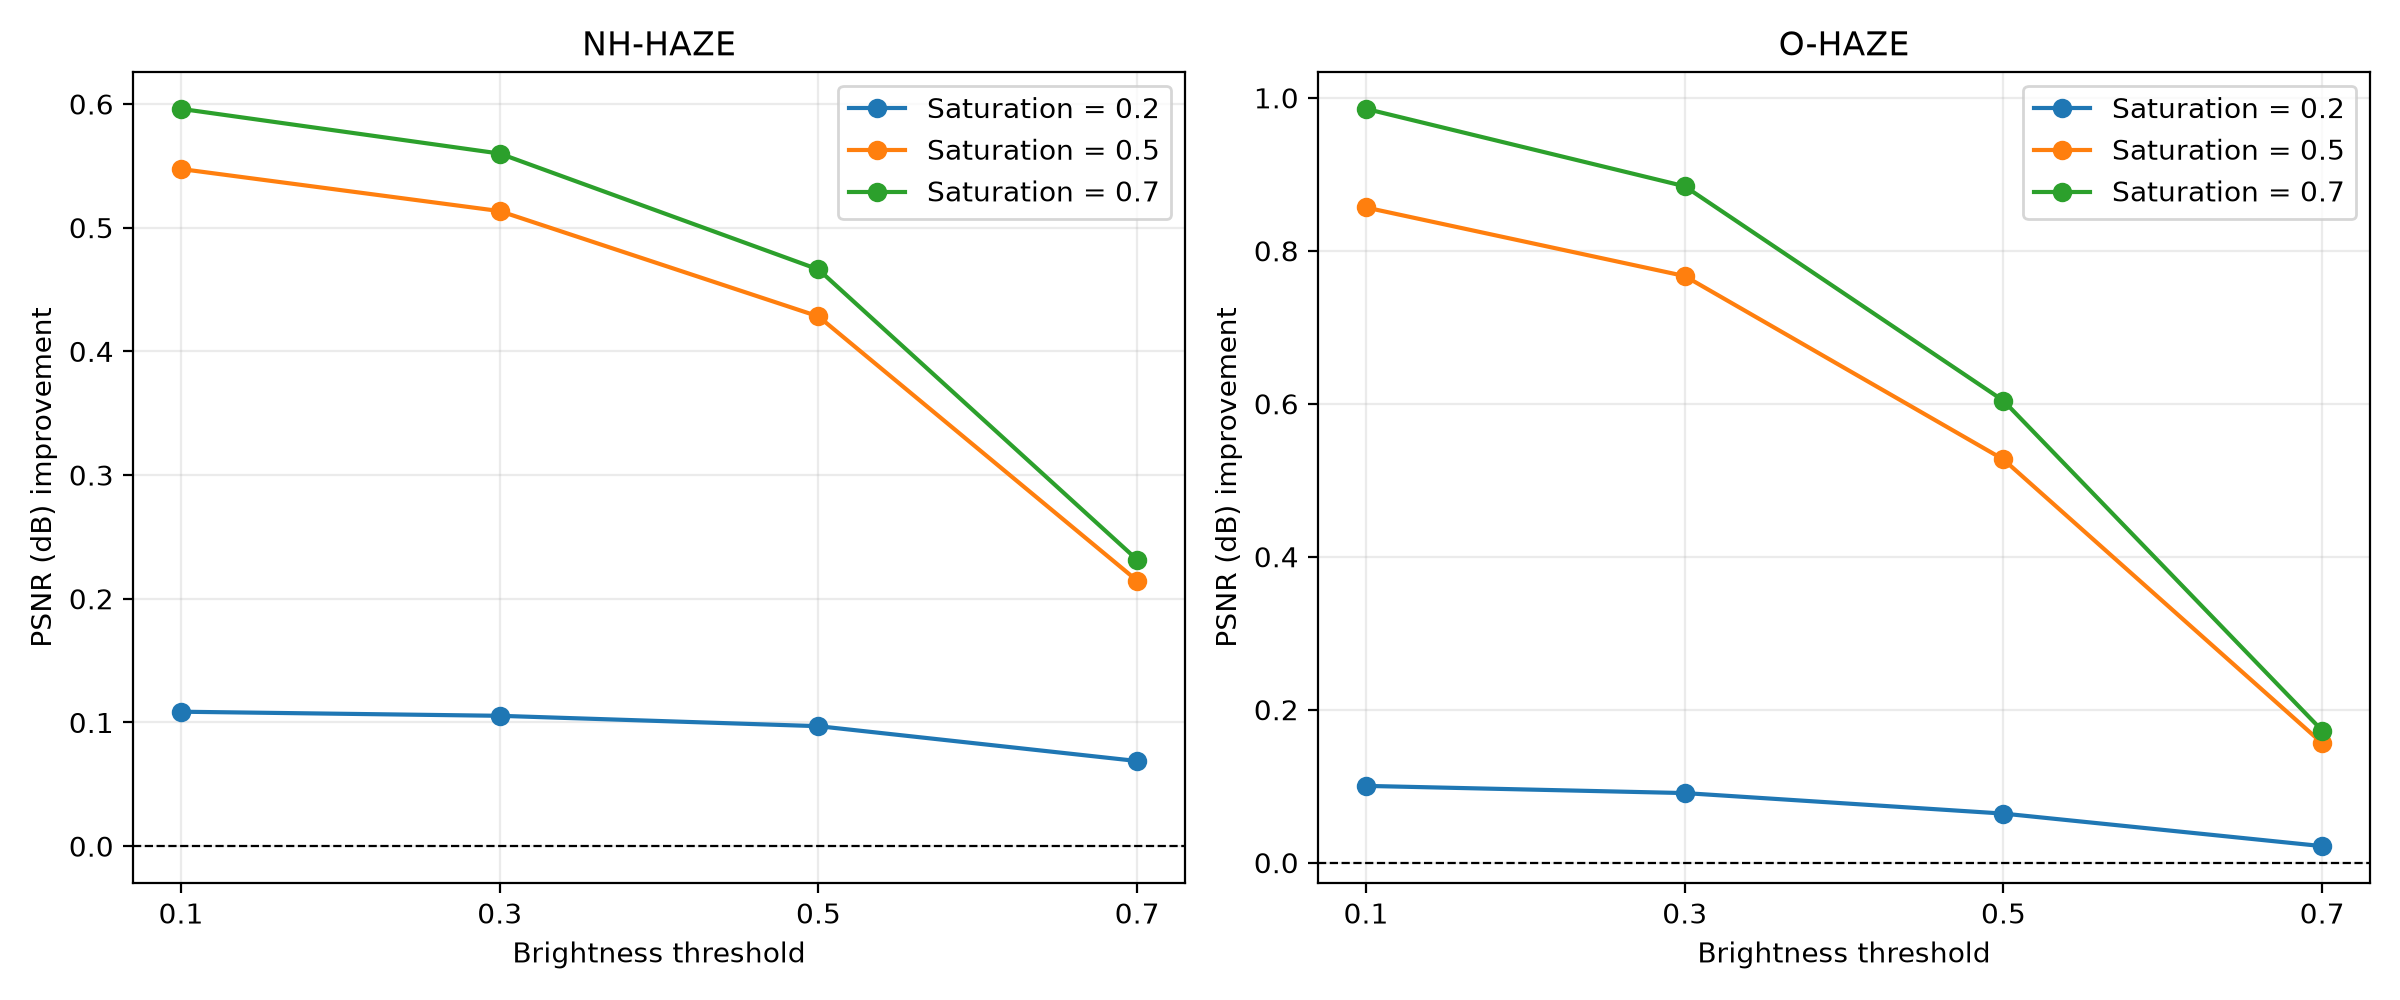 NH-HAZE
PSNR (dB) improvement
0.6
0.5
0.4
0.3
0.2
0.1
0.0
Saturation = 0.2
Saturation = 0.5
Saturation = 0.7
0.1
0.3
0.5
0.7
Brightness threshold
O-HAZE
PSNR (dB) improvement
1.0
0.8
0.6
0.4
0.2
0.0
Saturation = 0.2
Saturation = 0.5
Saturation = 0.7
0.1
0.3
0.5
0.7
Brightness threshold